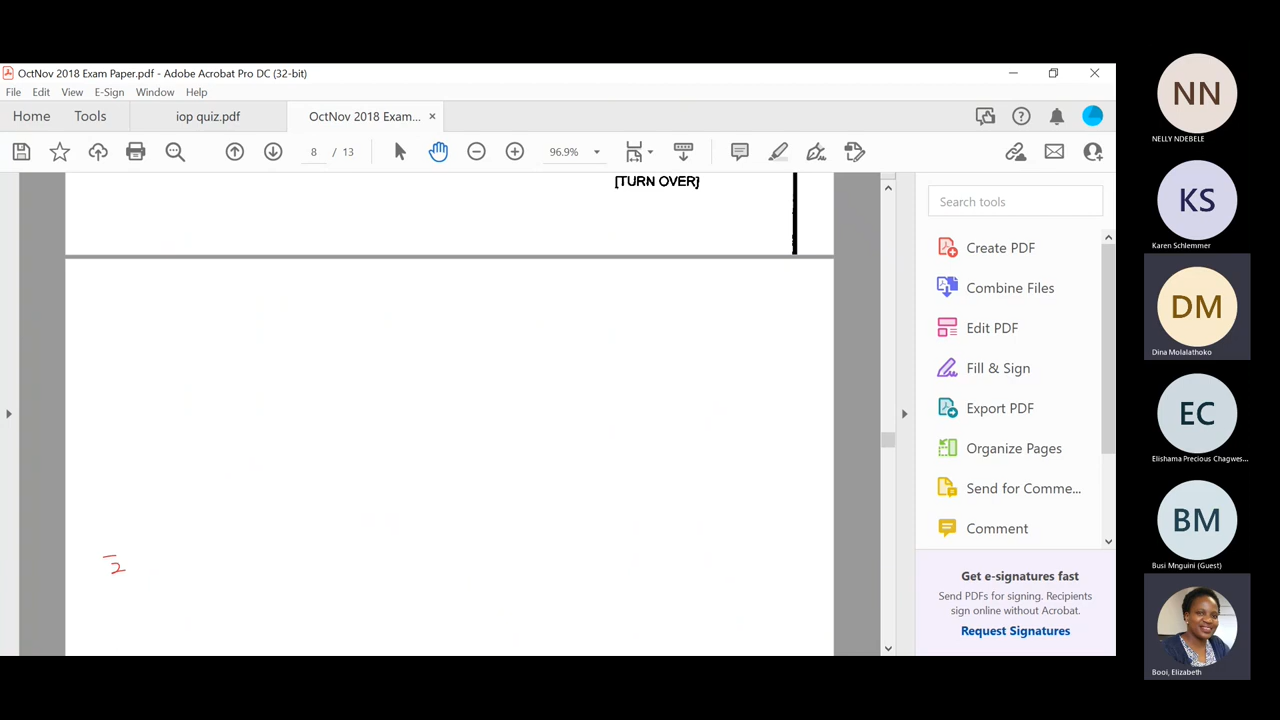 OctNov 2018 Exam Paper.pdf - Adobe Acrobat Pro DC (32-bit)
File Edit View E-Sign Window Help
Home Tools iop quiz.pdf OctNov 2018 Exam... ×
8 / 13 96.9%
[TURN OVER]
2
Search tools
Create PDF
Combine Files
Edit PDF
Fill & Sign
Export PDF
Organize Pages
Send for Comme...
Comment
Get e-signatures fast
Send PDFs for signing. Recipients
sign online without Acrobat.
Request Signatures
NN
NELLY NDEBELE
KS
Karen Schlemmer
DM
Dina Molalathoko
EC
Elishama Precious Chagwes...
BM
Busi Mnguini (Guest)
Booi, Elizabeth